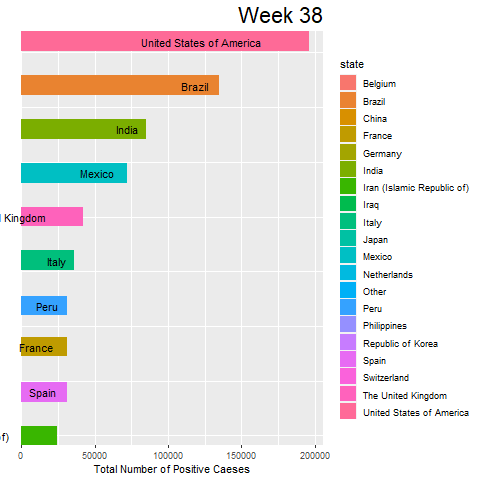 Week 38
United States of America
Brazil
India
Mexico
l Kingdom
Italy
Peru
France
Spain
of)
0 50000 100000 150000 200000
Total Number of Positive Caeses
state
Belgium
Brazil
China
France
Germany
India
Iran (Islamic Republic of)
Iraq
Italy
Japan
Mexico
Netherlands
Other
Peru
Philippines
Republic of Korea
Spain
Switzerland
The United Kingdom
United States of America